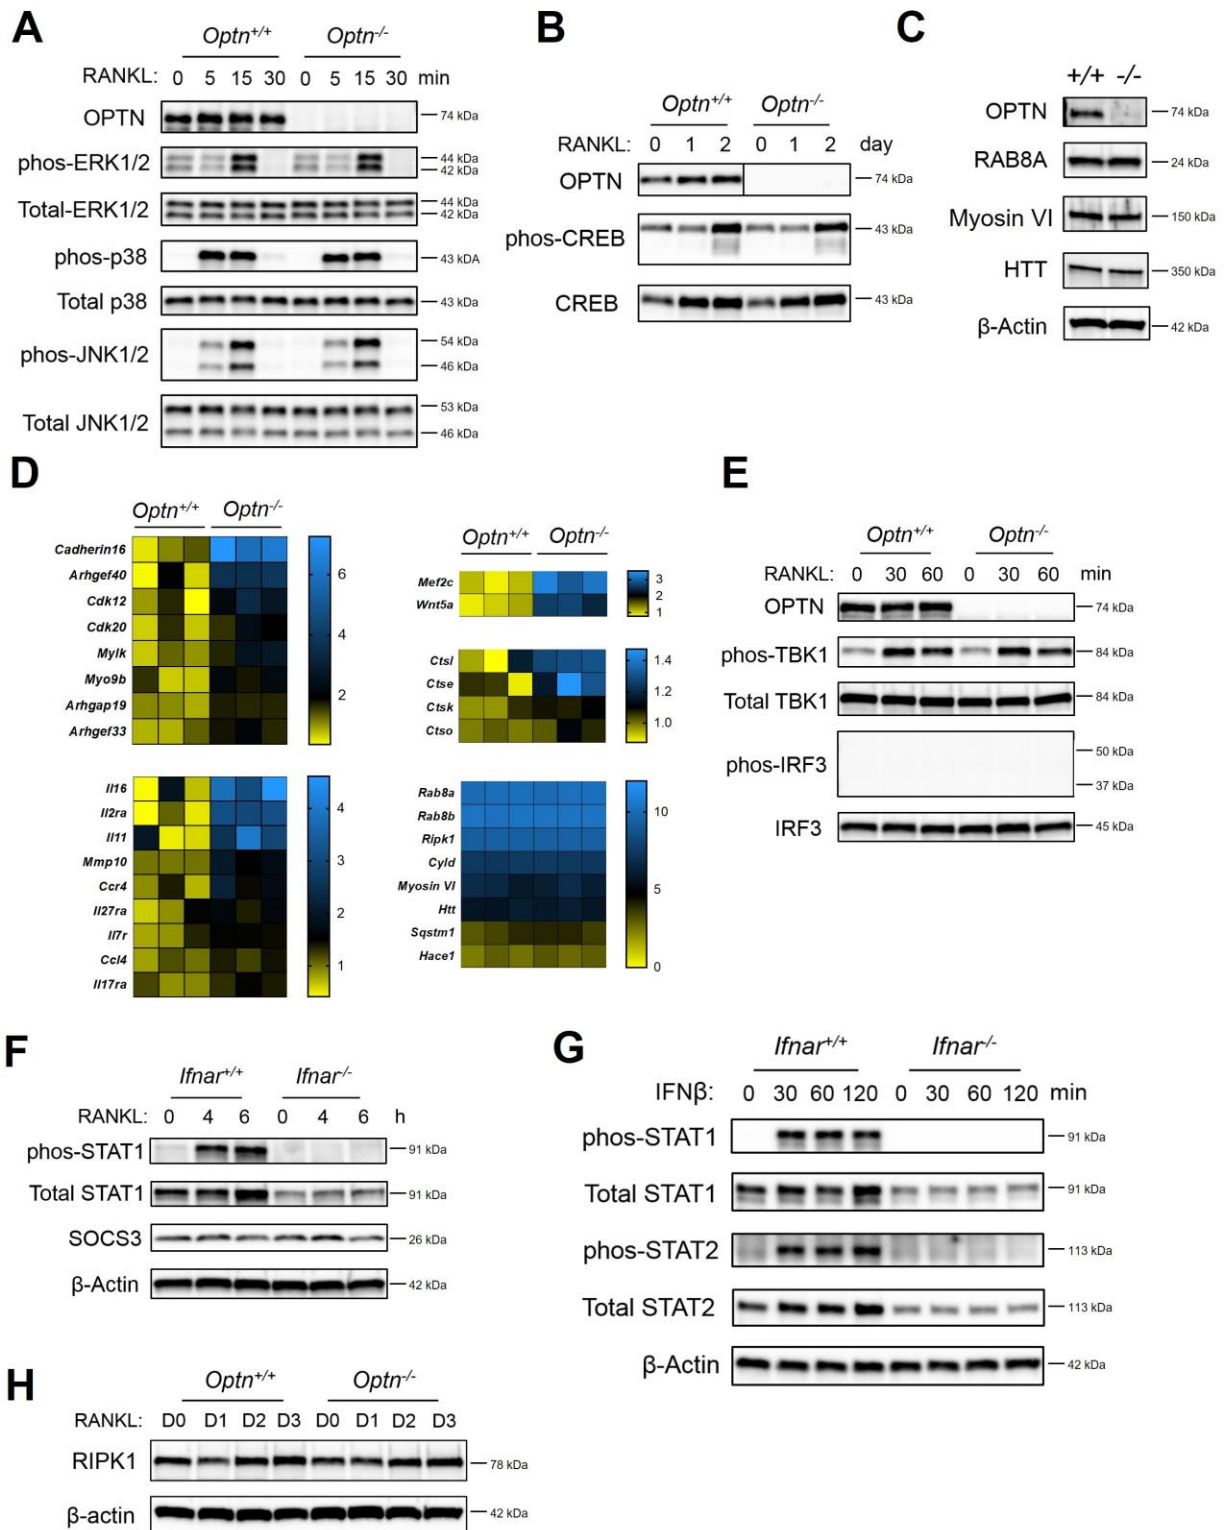 A
Optn+/+ Optn-/-
RANKL: 0 5 15 30 0 5 15 30 min
OPTN 74 kDa
phos-ERK1/2 44 kDa
42 kDa
Total-ERK1/2 44 kDa
42 kDa
phos-p38 43 kDA
Total p38 43 kDa
phos-JNK1/2 54 kDa
46 kDa
Total JNK1/2 53 kDa
46 kDa
B
Optn+/+ Optn-/-
RANKL: 0 1 2 0 1 2 day
OPTN 74 kDa
phos-CREB 43 kDa
CREB 43 kDa
C
+/+ -/-
OPTN 74 kDa
RAB8A 24 kDa
Myosin VI 150 kDa
HTT 350 kDa
β-Actin 42 kDa
D
Optn+/+ Optn-/-
Cadherin16
Arhgef40
Cdk12
Cdk20
Mylk
Myo9b
Arhgap19
Arhgef33
6
4
2
Il16
Il2ra
Il11
Mmp10
Ccr4
Il27ra
Il7r
Ccl4
Il17ra
4
3
2
1
Optn+/+ Optn-/-
Mef2c
Wnt5a
3
2
1
Ctsl
Ctse
Ctsk
Ctso
1.4
1.2
1.0
Rab8a
Rab8b
Ripk1
Cyld
Myosin VI
Htt
Sqstm1
Hace1
10
5
0
E
Optn+/+ Optn-/-
RANKL: 0 30 60 0 30 60 min
OPTN 74 kDa
phos-TBK1 84 kDa
Total TBK1 84 kDa
phos-IRF3 50 kDa
37 kDa
IRF3 45 kDa
F
Ifnar+/+ Ifnar-/-
RANKL: 0 4 6 0 4 6 h
phos-STAT1 91 kDa
Total STAT1 91 kDa
SOCS3 26 kDa
β-Actin 42 kDa
G
Ifnar+/+ Ifnar-/-
IFNβ: 0 30 60 120 0 30 60 120 min
phos-STAT1 91 kDa
Total STAT1 91 kDa
phos-STAT2 113 kDa
Total STAT2 113 kDa
β-Actin 42 kDa
H
Optn+/+ Optn-/-
RANKL: D0 D1 D2 D3 D0 D1 D2 D3
RIPK1 78 kDa
β-actin 42 kDa